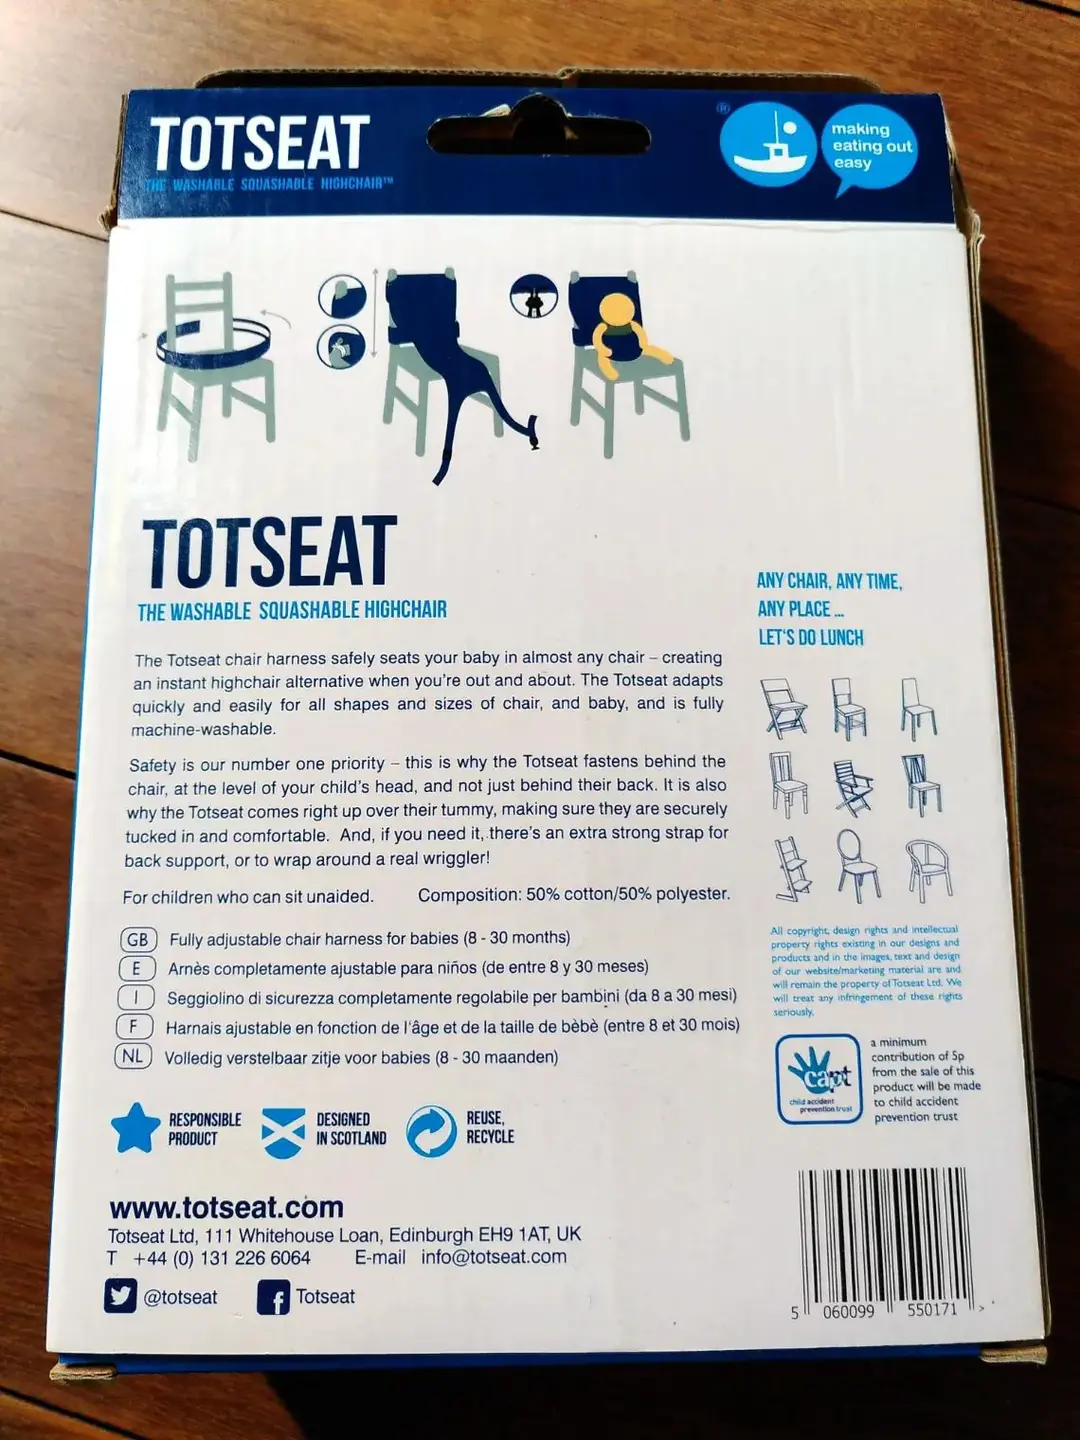 TOTSEAT
THE WASHABLE SQUASHABLE HIGHCHAIR™
®
making
eating out
easy
TOTSEAT
THE WASHABLE SQUASHABLE HIGHCHAIR
The Totseat chair harness safely seats your baby in almost any chair – creating
an instant highchair alternative when you're out and about. The Totseat adapts
quickly and easily for all shapes and sizes of chair, and baby, and is fully
machine-washable.
Safety is our number one priority – this is why the Totseat fastens behind the
chair, at the level of your child's head, and not just behind their back. It is also
why the Totseat comes right up over their tummy, making sure they are securely
tucked in and comfortable. And, if you need it, there's an extra strong strap for
back support, or to wrap around a real wriggler!
For children who can sit unaided. Composition: 50% cotton/50% polyester.
GB Fully adjustable chair harness for babies (8 - 30 months)
E Arnès completamente ajustable para niños (de entre 8 y 30 meses)
I Seggiolino di sicurezza completamente regolabile per bambini (da 8 a 30 mesi)
F Harnais ajustable en fonction de l'âge et de la taille de bèbè (entre 8 et 30 mois)
NL Volledig verstelbaar zitje voor babies (8 - 30 maanden)
RESPONSIBLE
PRODUCT
DESIGNED
IN SCOTLAND
REUSE,
RECYCLE
www.totseat.com
Totseat Ltd, 111 Whitehouse Loan, Edinburgh EH9 1AT, UK
T +44 (0) 131 226 6064 E-mail info@totseat.com
@totseat Totseat
ANY CHAIR, ANY TIME,
ANY PLACE ...
LET'S DO LUNCH
All copyright, design rights and intellectual
property rights existing in our designs and
products and in the images, text and design
of our website/marketing material are and
will remain the property of Totseat Ltd. We
will treat any infringement of these rights
seriously.
capt
child accident
prevention trust
a minimum
contribution of 5p
from the sale of this
product will be made
to child accident
prevention trust
5 060099 550171 >